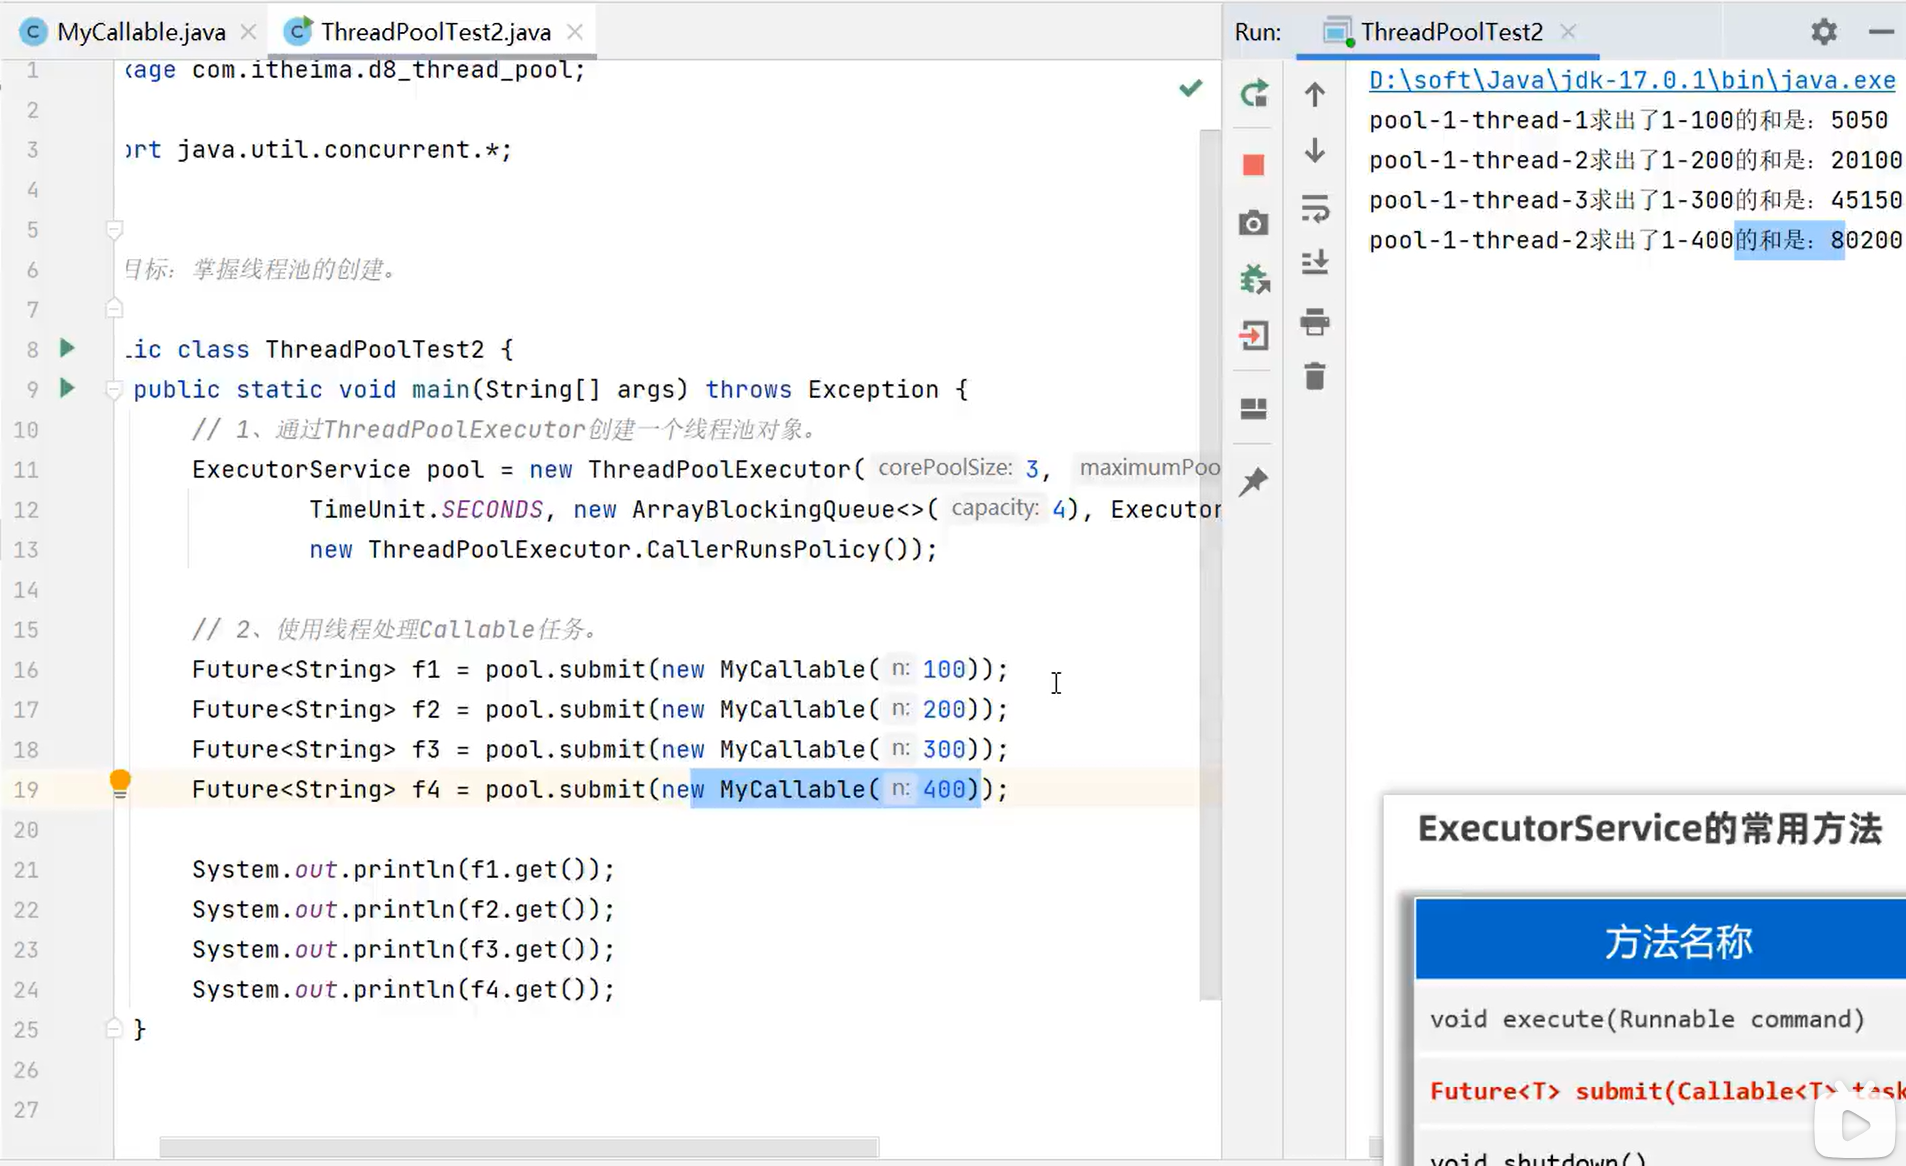 MyCallable.java
ThreadPoolTest2.java
Run:
ThreadPoolTest2
1 kage com.itheima.d8_thread_pool;
2
3 ort java.util.concurrent.*;
4
5
6 目标：掌握线程池的创建。
7
8 lic class ThreadPoolTest2 {
9 public static void main(String[] args) throws Exception {
10 // 1、通过ThreadPoolExecutor创建一个线程池对象。
11 ExecutorService pool = new ThreadPoolExecutor( corePoolSize: 3, maximumPoo
12 TimeUnit.SECONDS, new ArrayBlockingQueue<>( capacity: 4), Executor
13 new ThreadPoolExecutor.CallerRunsPolicy());
14
15 // 2、使用线程处理Callable任务。
16 Future<String> f1 = pool.submit(new MyCallable( n: 100));
17 Future<String> f2 = pool.submit(new MyCallable( n: 200));
18 Future<String> f3 = pool.submit(new MyCallable( n: 300));
19 Future<String> f4 = pool.submit(new MyCallable( n: 400));
20
21 System.out.println(f1.get());
22 System.out.println(f2.get());
23 System.out.println(f3.get());
24 System.out.println(f4.get());
25 }
26
27
D:\soft\Java\jdk-17.0.1\bin\java.exe
pool-1-thread-1求出了1-100的和是：5050
pool-1-thread-2求出了1-200的和是：20100
pool-1-thread-3求出了1-300的和是：45150
pool-1-thread-2求出了1-400的和是：80200
ExecutorService的常用方法
方法名称
void execute(Runnable command)
Future<T> submit(Callable<T> task
void shutdown()